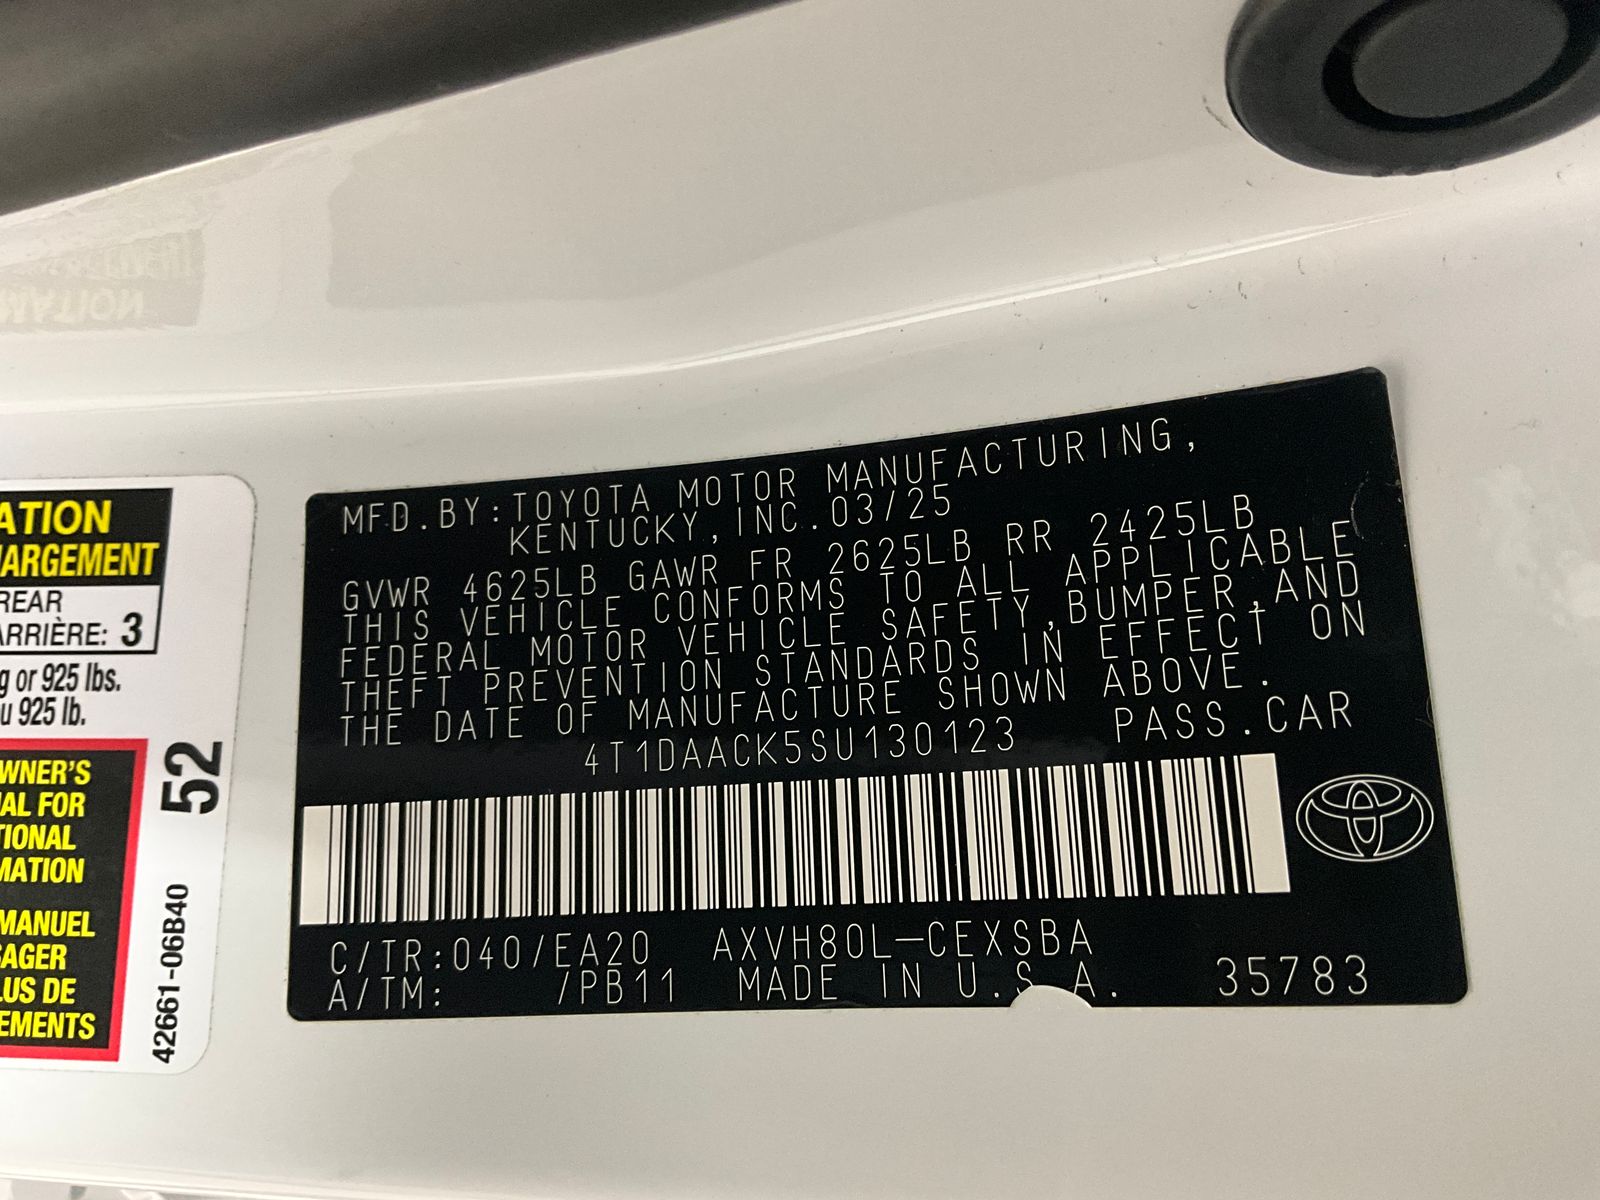 ATION
HARGEMENT
REAR
ARRIÈRE: 3
g or 925 lbs.
u 925 lb.
WNER'S
AL FOR
TIONAL
MATION
MANUEL
AGER
LUS DE
EMENTS
52
42661-06B40
MFD.BY:TOYOTA MOTOR MANUFACTURING,
KENTUCKY,INC.03/25
GVWR 4625LB GAWR FR 2625LB RR 2425LB
THIS VEHICLE CONFORMS TO ALL APPLICABLE
FEDERAL MOTOR VEHICLE SAFETY,BUMPER,AND
THEFT PREVENTION STANDARDS IN EFFECT ON
THE DATE OF MANUFACTURE SHOWN ABOVE.
4T1DAACK5SU130123 PASS.CAR
C/TR:040/EA20 AXVH80L-CEXSBA
A/TM: /PB11 MADE IN U.S.A. 35783